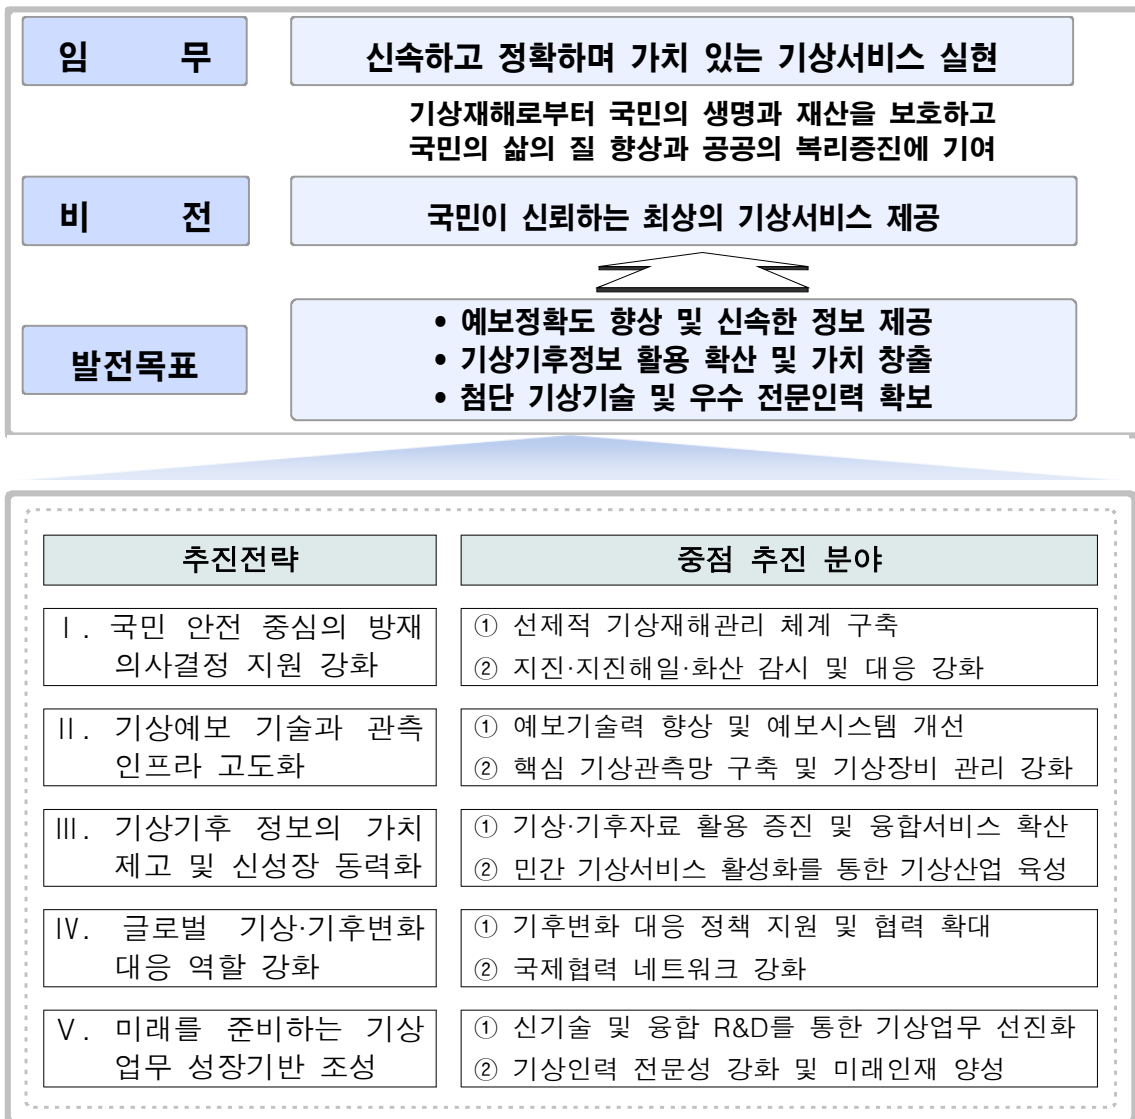 임 무
신속하고 정확하며 가치 있는 기상서비스 실현
기상재해로부터 국민의 생명과 재산을 보호하고
국민의 삶의 질 향상과 공공의 복리증진에 기여
비 전
국민이 신뢰하는 최상의 기상서비스 제공
발전목표
• 예보정확도 향상 및 신속한 정보 제공
• 기상기후정보 활용 확산 및 가치 창출
• 첨단 기상기술 및 우수 전문인력 확보
추진전략
중점 추진 분야
Ⅰ. 국민 안전 중심의 방재
의사결정 지원 강화
① 선제적 기상재해관리 체계 구축
② 지진·지진해일·화산 감시 및 대응 강화
Ⅱ. 기상예보 기술과 관측
인프라 고도화
① 예보기술력 향상 및 예보시스템 개선
② 핵심 기상관측망 구축 및 기상장비 관리 강화
Ⅲ. 기상기후 정보의 가치
제고 및 신성장 동력화
① 기상·기후자료 활용 증진 및 융합서비스 확산
② 민간 기상서비스 활성화를 통한 기상산업 육성
Ⅳ. 글로벌 기상·기후변화
대응 역할 강화
① 기후변화 대응 정책 지원 및 협력 확대
② 국제협력 네트워크 강화
Ⅴ. 미래를 준비하는 기상
업무 성장기반 조성
① 신기술 및 융합 R&D를 통한 기상업무 선진화
② 기상인력 전문성 강화 및 미래인재 양성